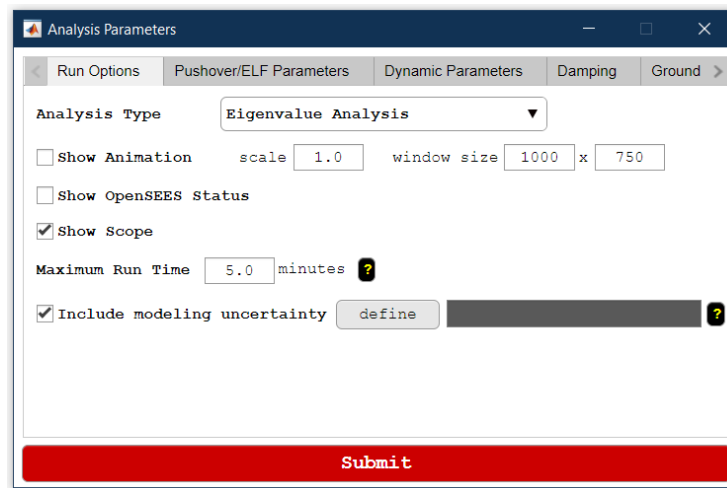 Analysis Parameters
Run Options Pushover/ELF Parameters Dynamic Parameters Damping Ground
Analysis Type Eigenvalue Analysis
Show Animation scale 1.0 window size 1000 x 750
Show OpenSEES Status
Show Scope
Maximum Run Time 5.0 minutes ?
Include modeling uncertainty define ?
Submit